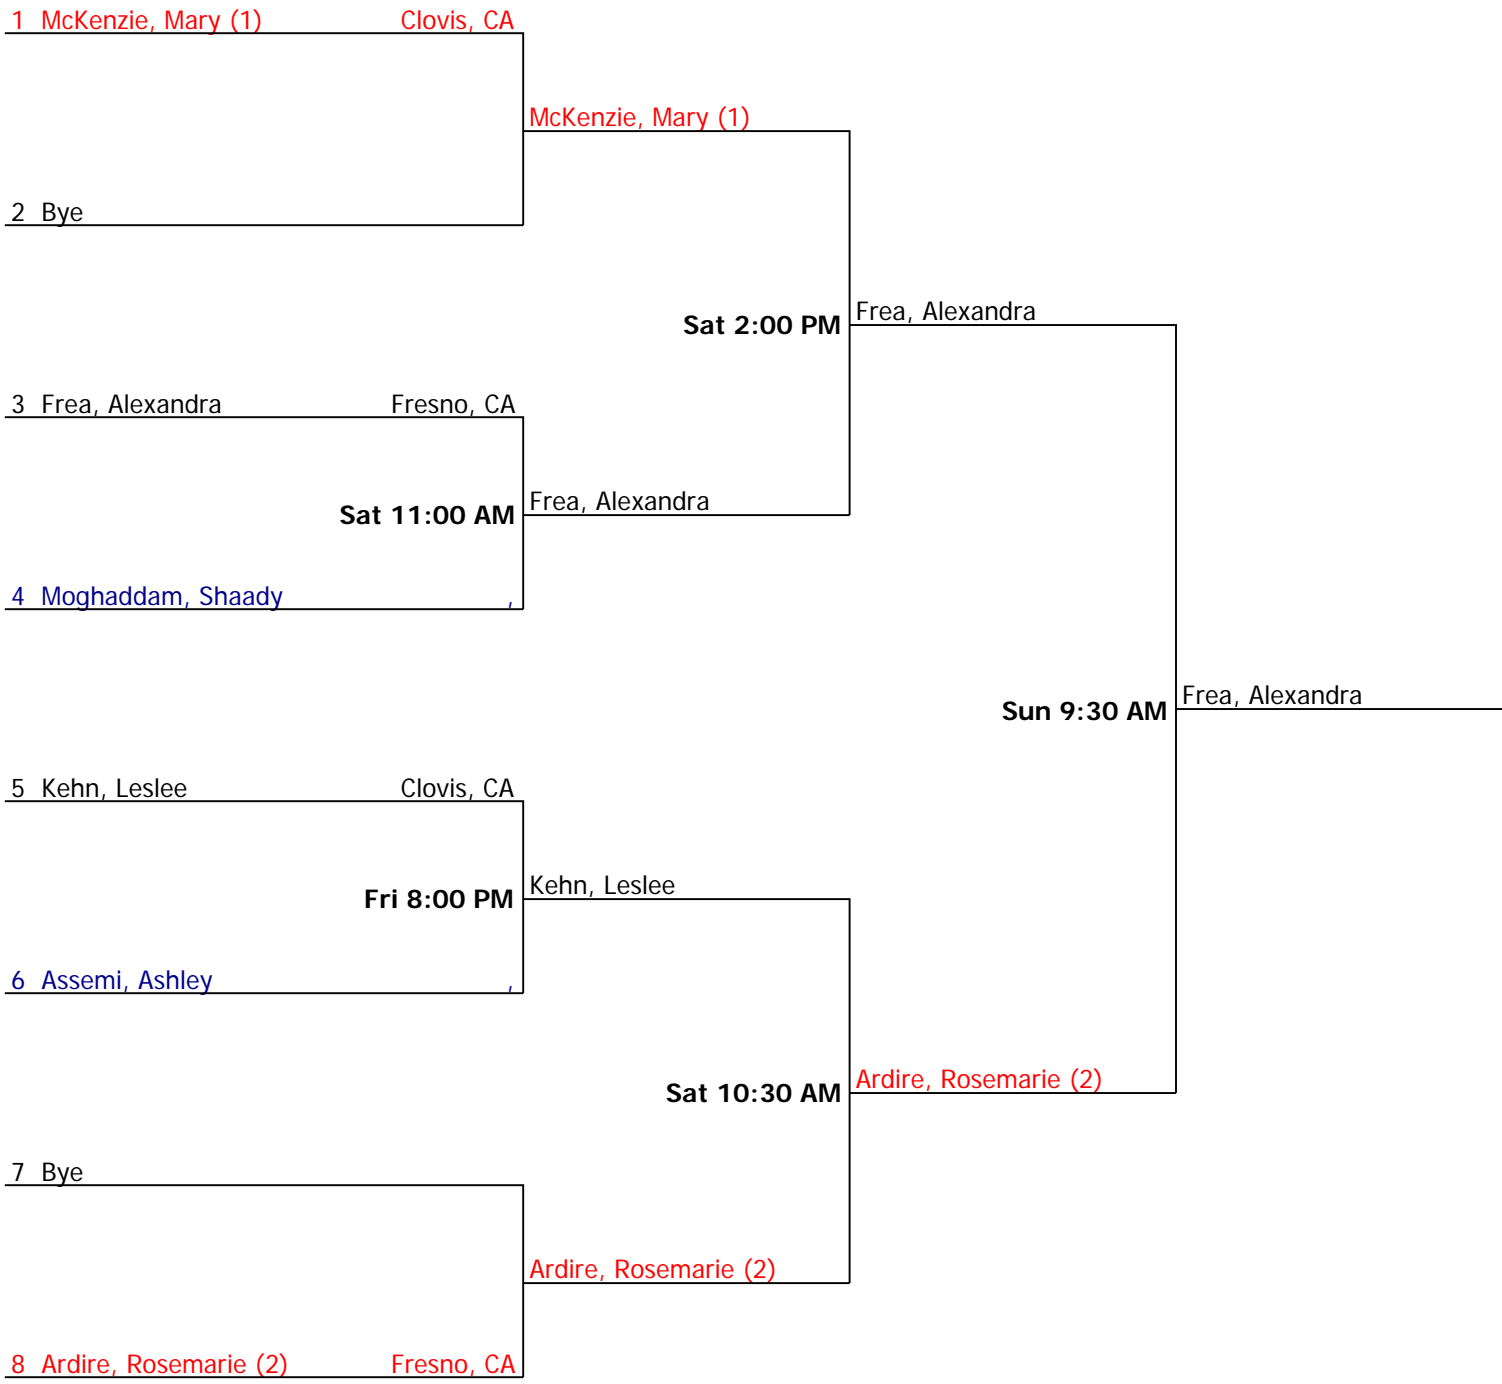 1 McKenzie, Mary (1) Clovis, CA
McKenzie, Mary (1)
2 Bye
Frea, Alexandra
Sat 2:00 PM
3 Frea, Alexandra Fresno, CA
Frea, Alexandra
Sat 11:00 AM
4 Moghaddam, Shaady ,
Frea, Alexandra
Sun 9:30 AM
5 Kehn, Leslee Clovis, CA
Kehn, Leslee
Fri 8:00 PM
6 Assemi, Ashley ,
Ardire, Rosemarie (2)
Sat 10:30 AM
7 Bye
Ardire, Rosemarie (2)
8 Ardire, Rosemarie (2) Fresno, CA